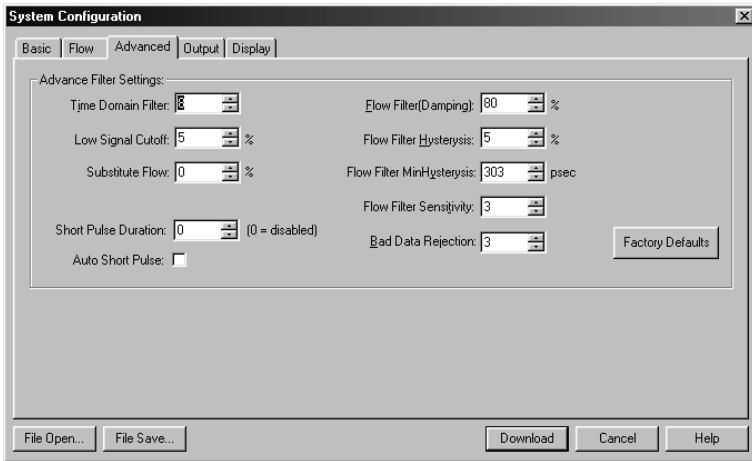 System Configuration
Basic Flow Advanced Output Display
Advance Filter Settings:
Time Domain Filter: 8
Low Signal Cutoff: 5 %
Substitute Flow: 0 %
Short Pulse Duration: 0 (0 = disabled)
Auto Short Pulse:
Flow Filter(Damping): 80 %
Flow Filter Hysterysis: 5 %
Flow Filter MinHysterysis: 303 psec
Flow Filter Sensitivity: 3
Bad Data Rejection: 3
Factory Defaults
File Open... File Save... Download Cancel Help